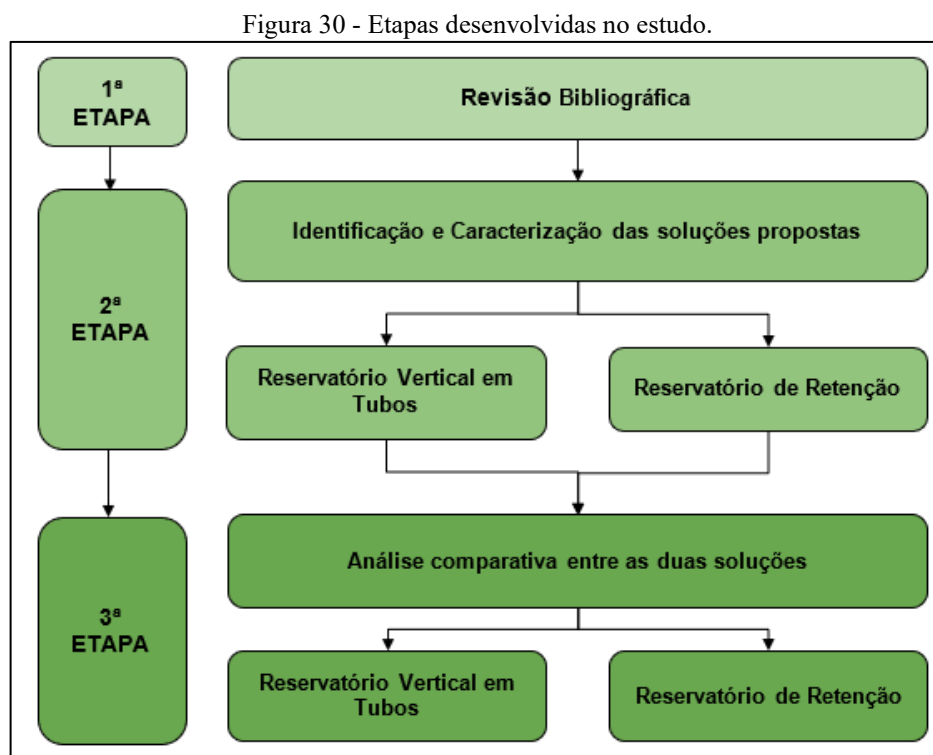 Figura 30 - Etapas desenvolvidas no estudo.
1ª
ETAPA
Revisão Bibliográfica
2ª
ETAPA
Identificação e Caracterização das soluções propostas
Reservatório Vertical em
Tubos
Reservatório de Retenção
3ª
ETAPA
Análise comparativa entre as duas soluções
Reservatório Vertical em
Tubos
Reservatório de Retenção